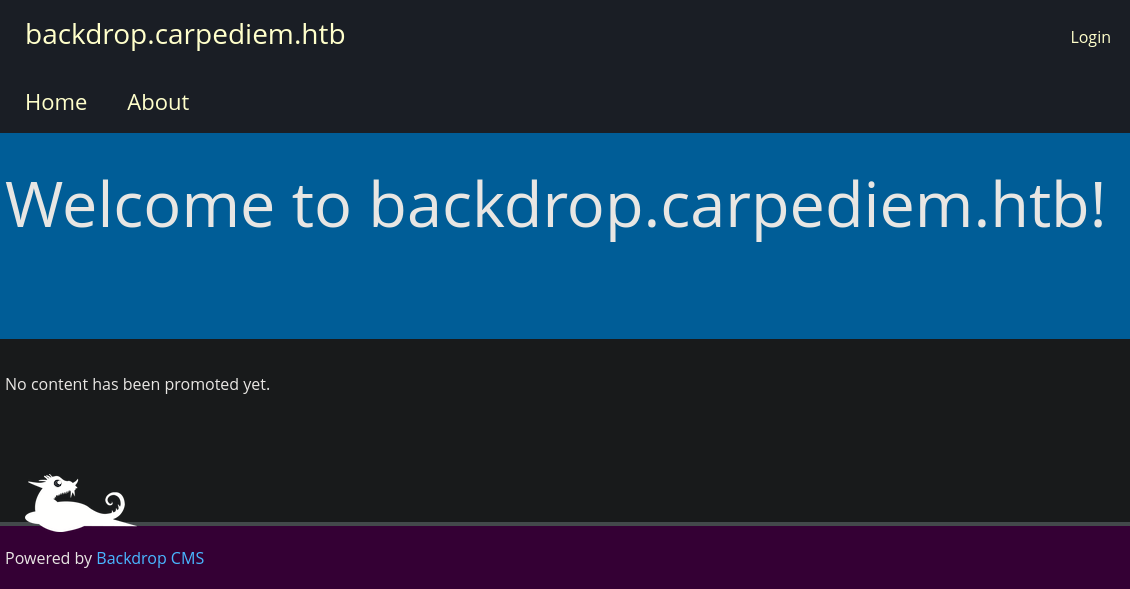 backdrop.carpediem.htb
Login
Home
About
Welcome to backdrop.carpediem.htb!
No content has been promoted yet.
Powered by Backdrop CMS